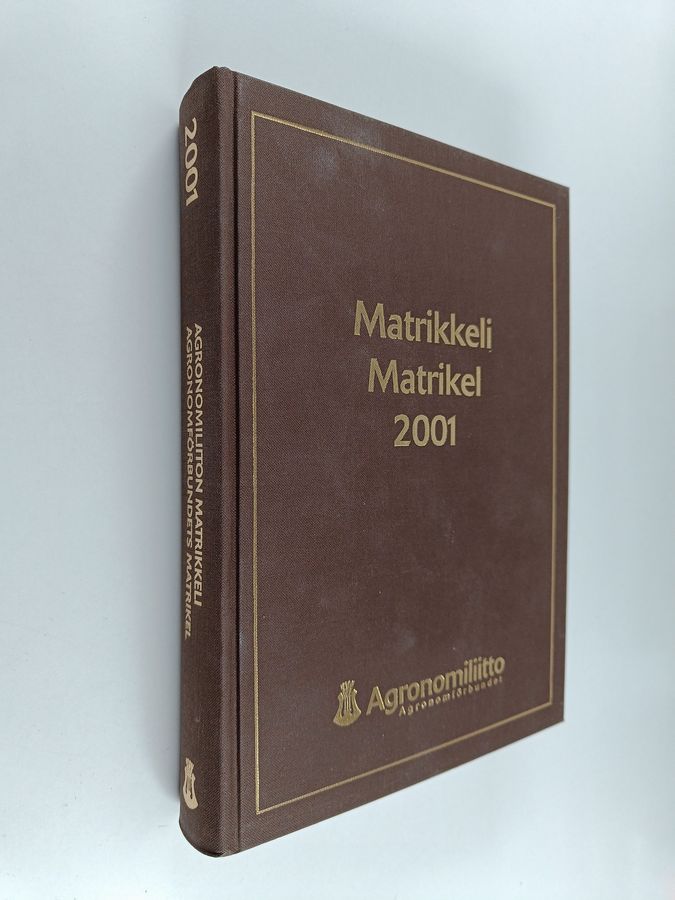 2001
AGRONOMILIITON MATRIKKELI
AGRONOMFÖRBUNDETS MATRIKEL
Matrikkeli
Matrikel
2001
Agronomiliitto
Agronomförbundet